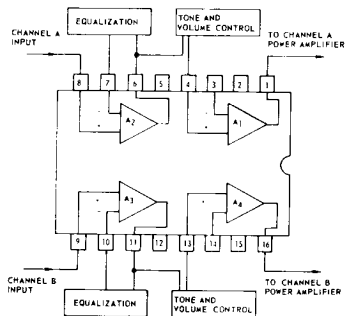 EQUALIZATION
TONE AND
VOLUME CONTROL
CHANNEL A
INPUT
TO CHANNEL A
POWER AMPLIFIER
8 7 6 5 4 3 2 1
A2 A1
A3 A4
9 10 11 12 13 14 15 16
CHANNEL B
INPUT
TO CHANNEL B
POWER AMPLIFIER
EQUALIZATION
TONE AND
VOLUME CONTROL